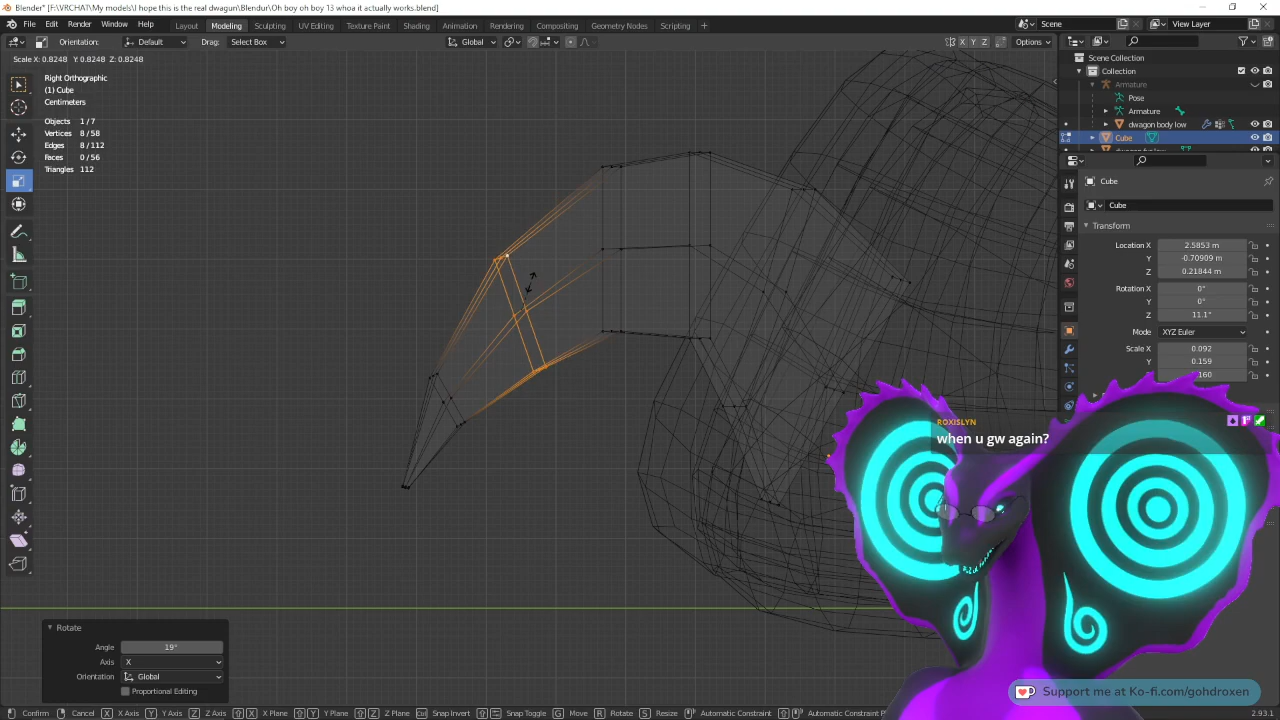 Blender* [F:\VRCHAT\My models\I hope this is the real dwagon\Blendur\Oh boy oh boy 13 whoa it actually works.blend]
File Edit Render Window Help Layout Modeling Sculpting UV Editing Texture Paint Shading Animation Rendering Compositing Geometry Nodes Scripting + Scene View Layer
Orientation: Default Drag: Select Box Global X Y Z Options
Scale X: 0.8248 Y: 0.8248 Z: 0.8248
Right Orthographic
(1) Cube
Centimeters
Objects 1/7
Vertices 8/58
Edges 8/112
Faces 0/56
Triangles 112
Scene Collection
Collection
Armature
Pose
Armature
dwagon body low
Cube
Cube
Cube
Transform
Location X 2.5853 m
Y -0.70909 m
Z 0.21844 m
Rotation X 0°
Y 0°
Z 11.1°
Mode XYZ Euler
Scale X 0.092
Y 0.159
160
ROXISLYN
when u gw again?
Rotate
Angle 19°
Axis X
Orientation Global
Proportional Editing
Support me at Ko-fi.com/gohdroxen
Confirm Cancel X X Axis Y Y Axis Z Z Axis X X Plane Y Y Plane Z Z Plane Ctrl Snap Invert Snap Toggle G Move R Rotate S Resize Automatic Constraint Automatic Constraint Pl
2.93.1